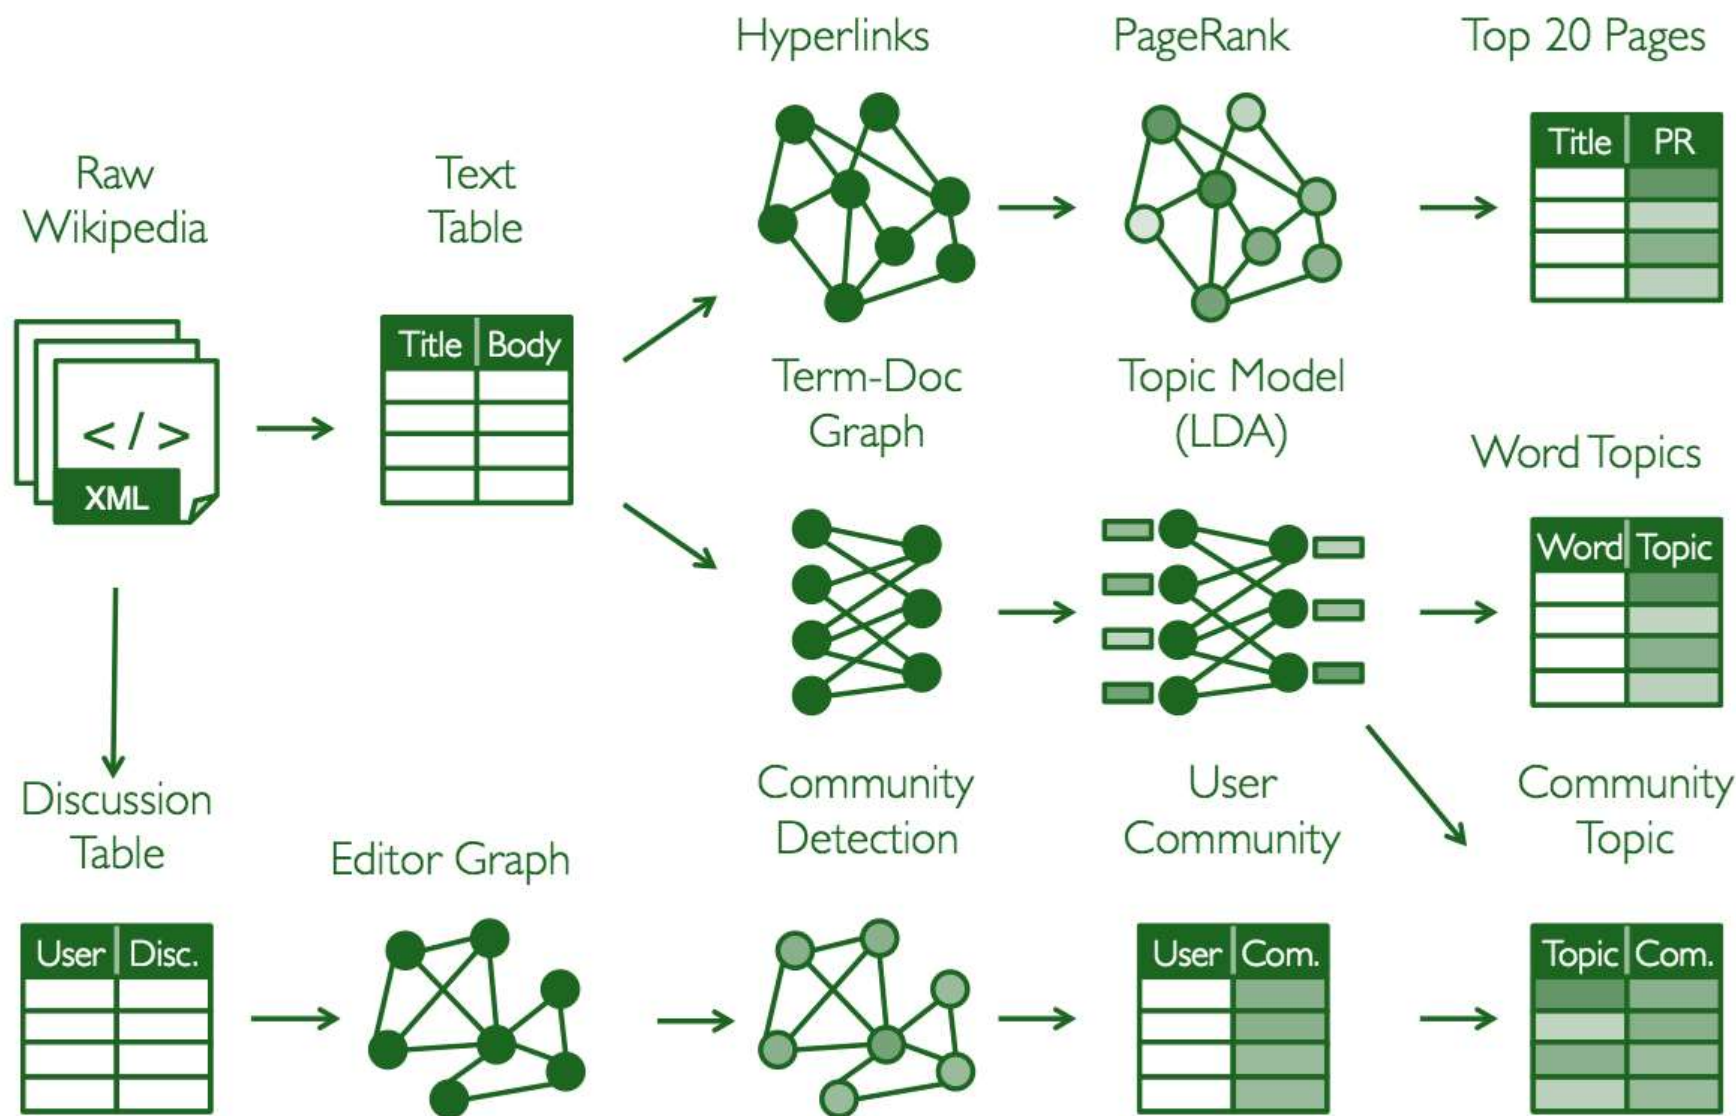 Hyperlinks
PageRank
Top 20 Pages
Raw
Wikipedia
Text
Table
Title PR
</>
XML
Title Body
Term-Doc
Graph
Topic Model
(LDA)
Word Topics
Word Topic
Discussion
Table
Editor Graph
Community
Detection
User
Community
Community
Topic
User Disc.
User Com.
Topic Com.